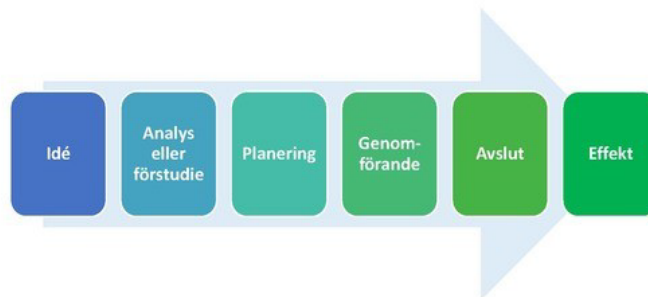 Idé
Analys
eller
förstudie
Planering
Genom-
förande
Avslut
Effekt